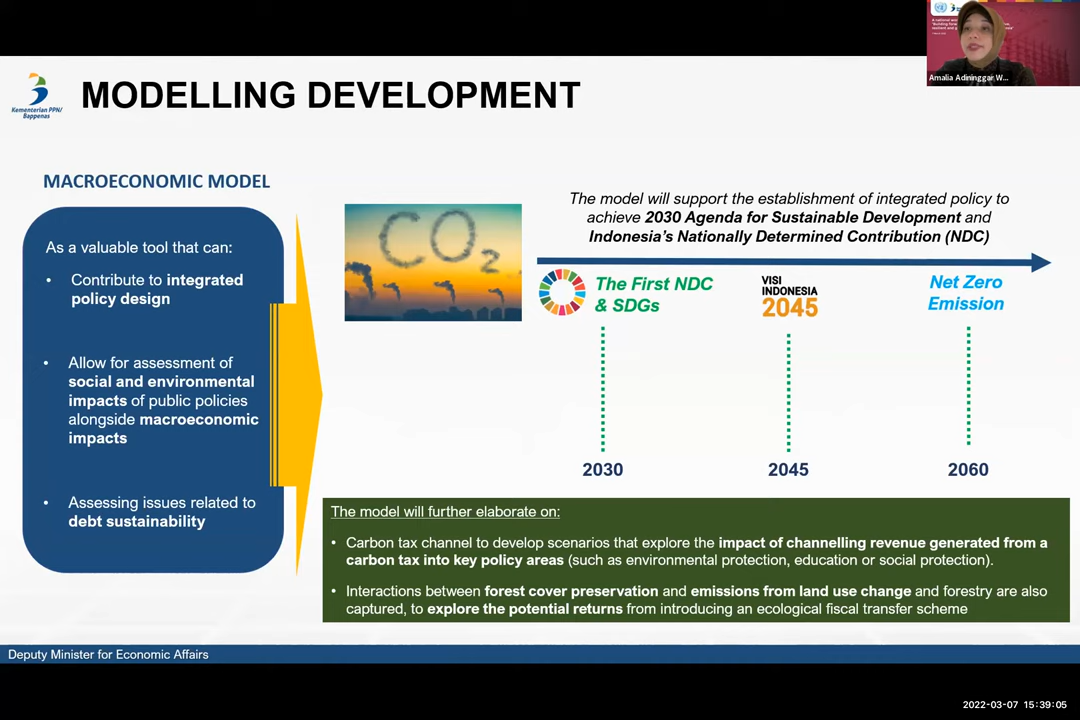 Amalia Adininggar W...
Kementerian PPN/
Bappenas
MODELLING DEVELOPMENT
MACROECONOMIC MODEL
As a valuable tool that can:
• Contribute to integrated
policy design
• Allow for assessment of
social and environmental
impacts of public policies
alongside macroeconomic
impacts
• Assessing issues related to
debt sustainability
CO2
The model will support the establishment of integrated policy to
achieve 2030 Agenda for Sustainable Development and
Indonesia's Nationally Determined Contribution (NDC)
The First NDC
& SDGs
VISI
INDONESIA
2045
Net Zero
Emission
2030
2045
2060
The model will further elaborate on:
• Carbon tax channel to develop scenarios that explore the impact of channelling revenue generated from a
carbon tax into key policy areas (such as environmental protection, education or social protection).
• Interactions between forest cover preservation and emissions from land use change and forestry are also
captured, to explore the potential returns from introducing an ecological fiscal transfer scheme
Deputy Minister for Economic Affairs
2022-03-07 15:39:05